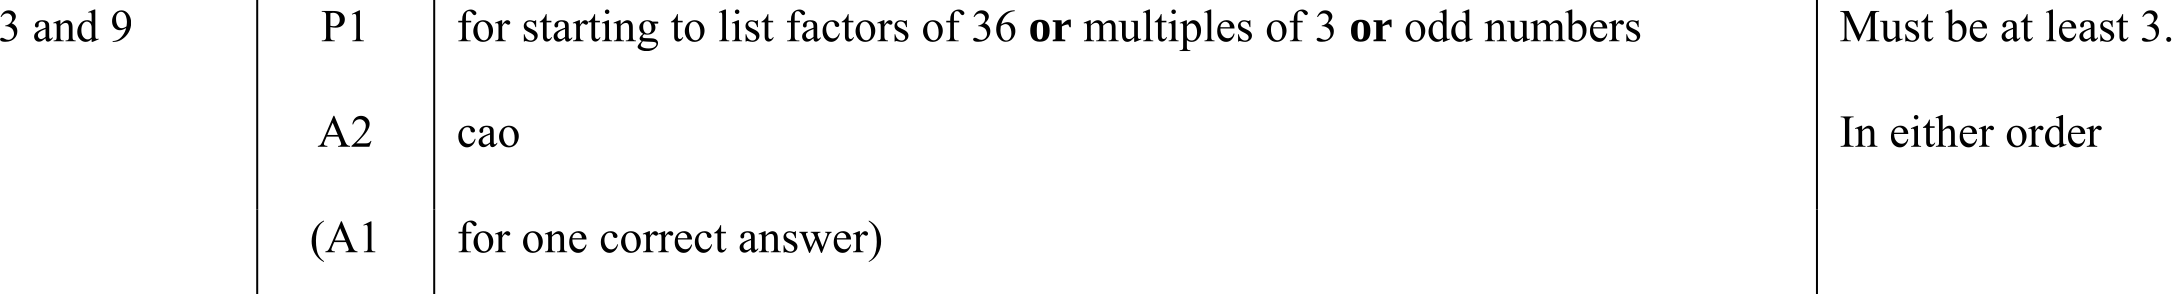 3 and 9 P1 for starting to list factors of 36 or multiples of 3 or odd numbers Must be at least 3.
A2 cao In either order
(A1 for one correct answer)